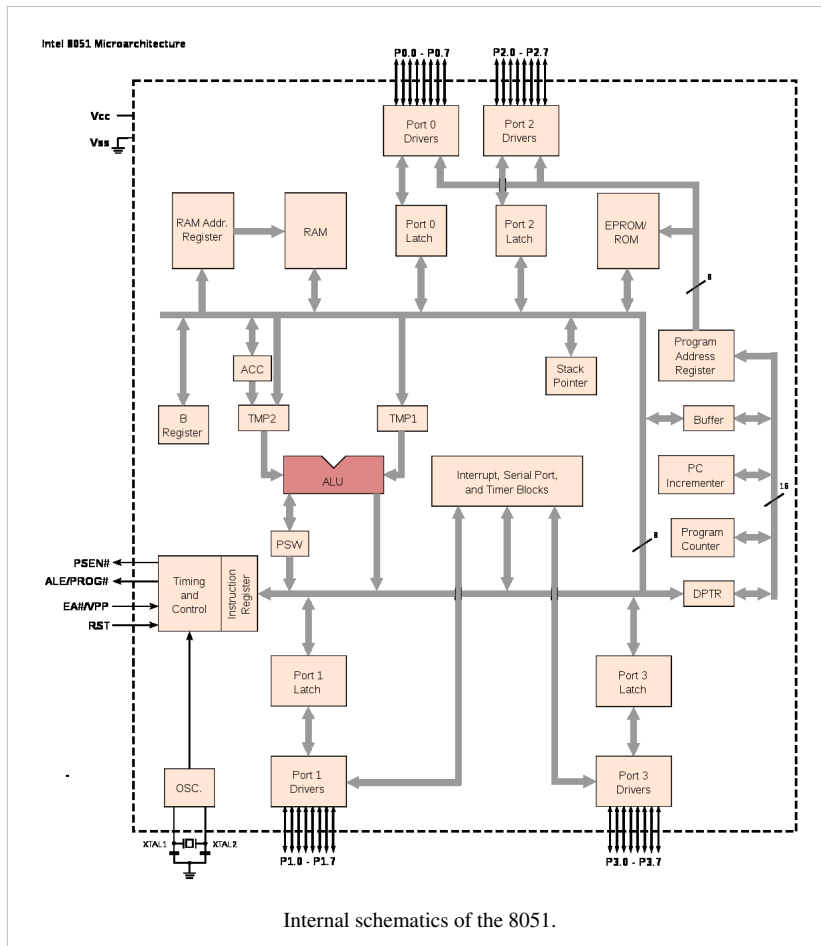 Intel 8051 Microarchitecture
P0.0 - P0.7
P2.0 - P2.7
Vcc
Vss
Port 0
Drivers
Port 2
Drivers
RAM Addr.
Register
RAM
Port 0
Latch
Port 2
Latch
EPROM/
ROM
8
Program
Address
Register
ACC
Stack
Pointer
B
Register
TMP2
TMP1
Buffer
ALU
Interrupt, Serial Port,
and Timer Blocks
PC
Incrementer
16
PSW
8
Program
Counter
PSEN#
ALE/PROG#
EA#/VPP
RST
Timing
and
Control
Instruction
Register
DPTR
Port 1
Latch
Port 3
Latch
OSC.
Port 1
Drivers
Port 3
Drivers
XTAL1
XTAL2
P1.0 - P1.7
P3.0 - P3.7
Internal schematics of the 8051.